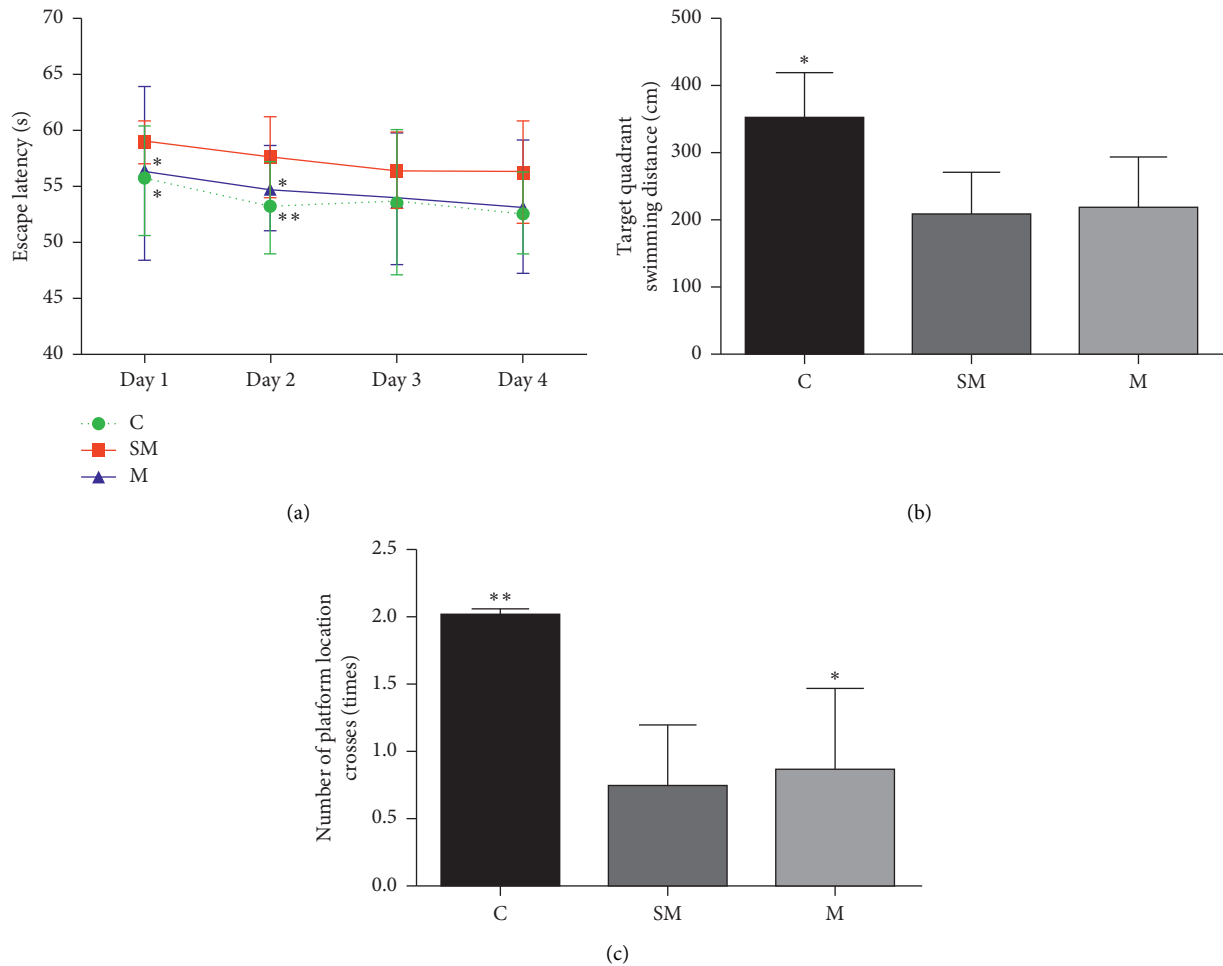 70
65
60
55
50
45
40
Escape latency (s)
*
*
*
**
Day 1 Day 2 Day 3 Day 4
C
SM
M
(a)
500
400
300
200
100
0
Target quadrant
swimming distance (cm)
*
C SM M
(b)
2.5
2.0
1.5
1.0
0.5
0.0
Number of platform location
crosses (times)
**
*
C SM M
(c)